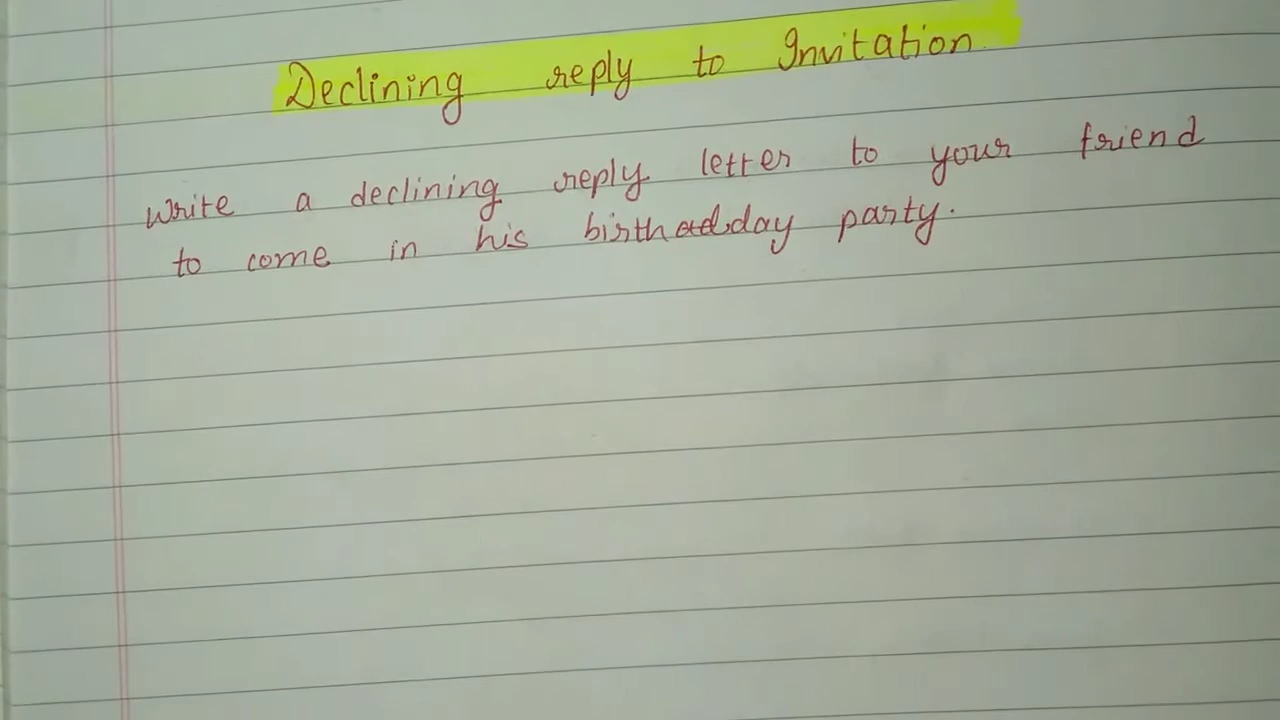 Declining reply to Invitation
Write a declining reply letter to your friend
to come in his birthday party.